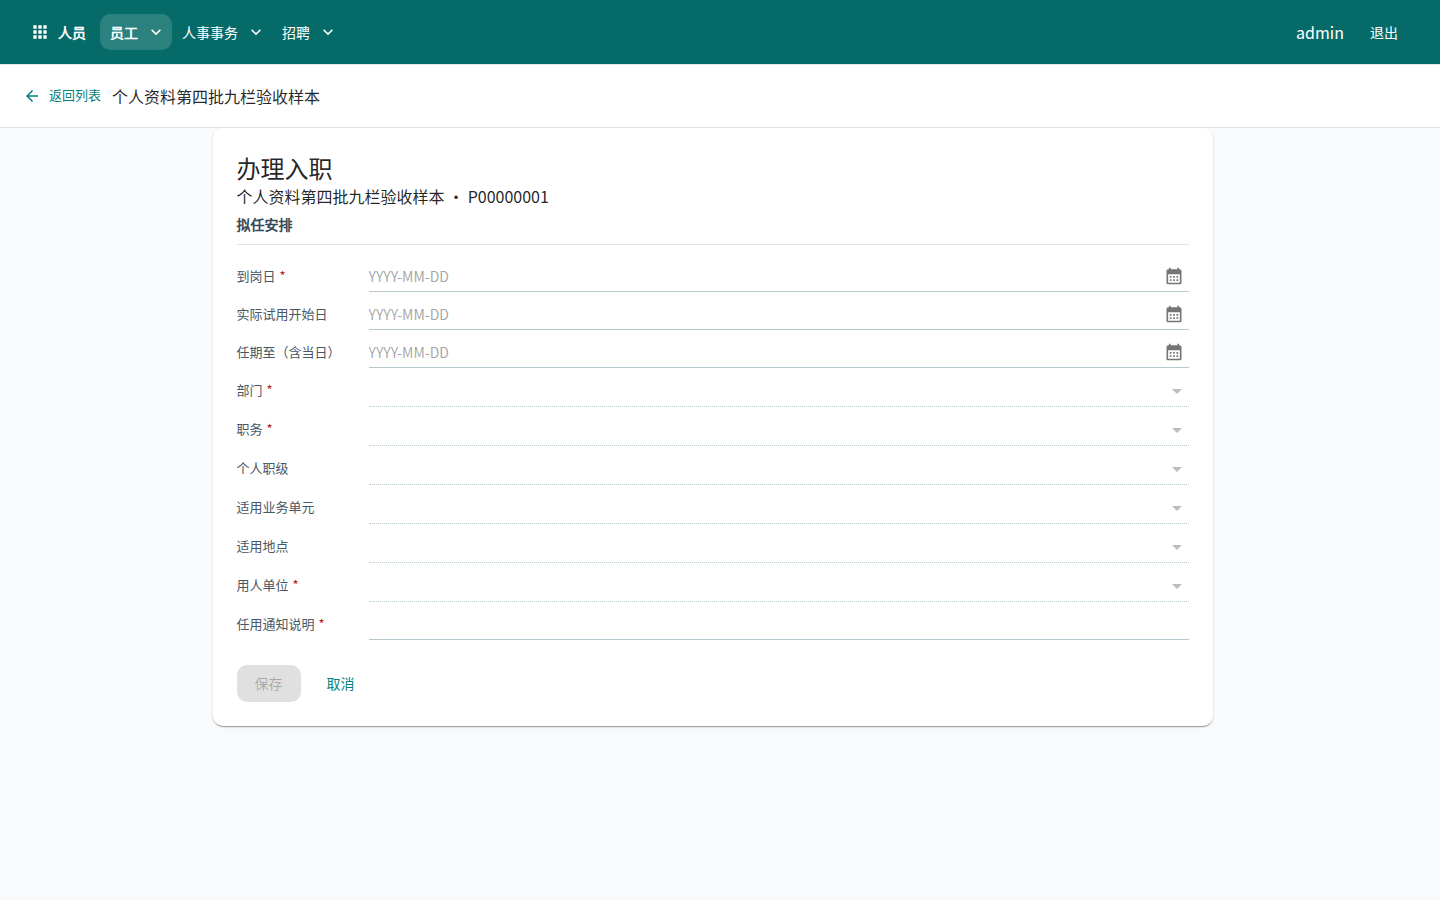 人员 员工 人事事务 招聘 admin 退出
返回列表 个人资料第四批九栏验收样本
办理入职
个人资料第四批九栏验收样本 · P00000001
拟任安排
到岗日 * YYYY-MM-DD
实际试用开始日 YYYY-MM-DD
任期至（含当日） YYYY-MM-DD
部门 *
职务 *
个人职级
适用业务单元
适用地点
用人单位 *
任用通知说明 *
保存 取消